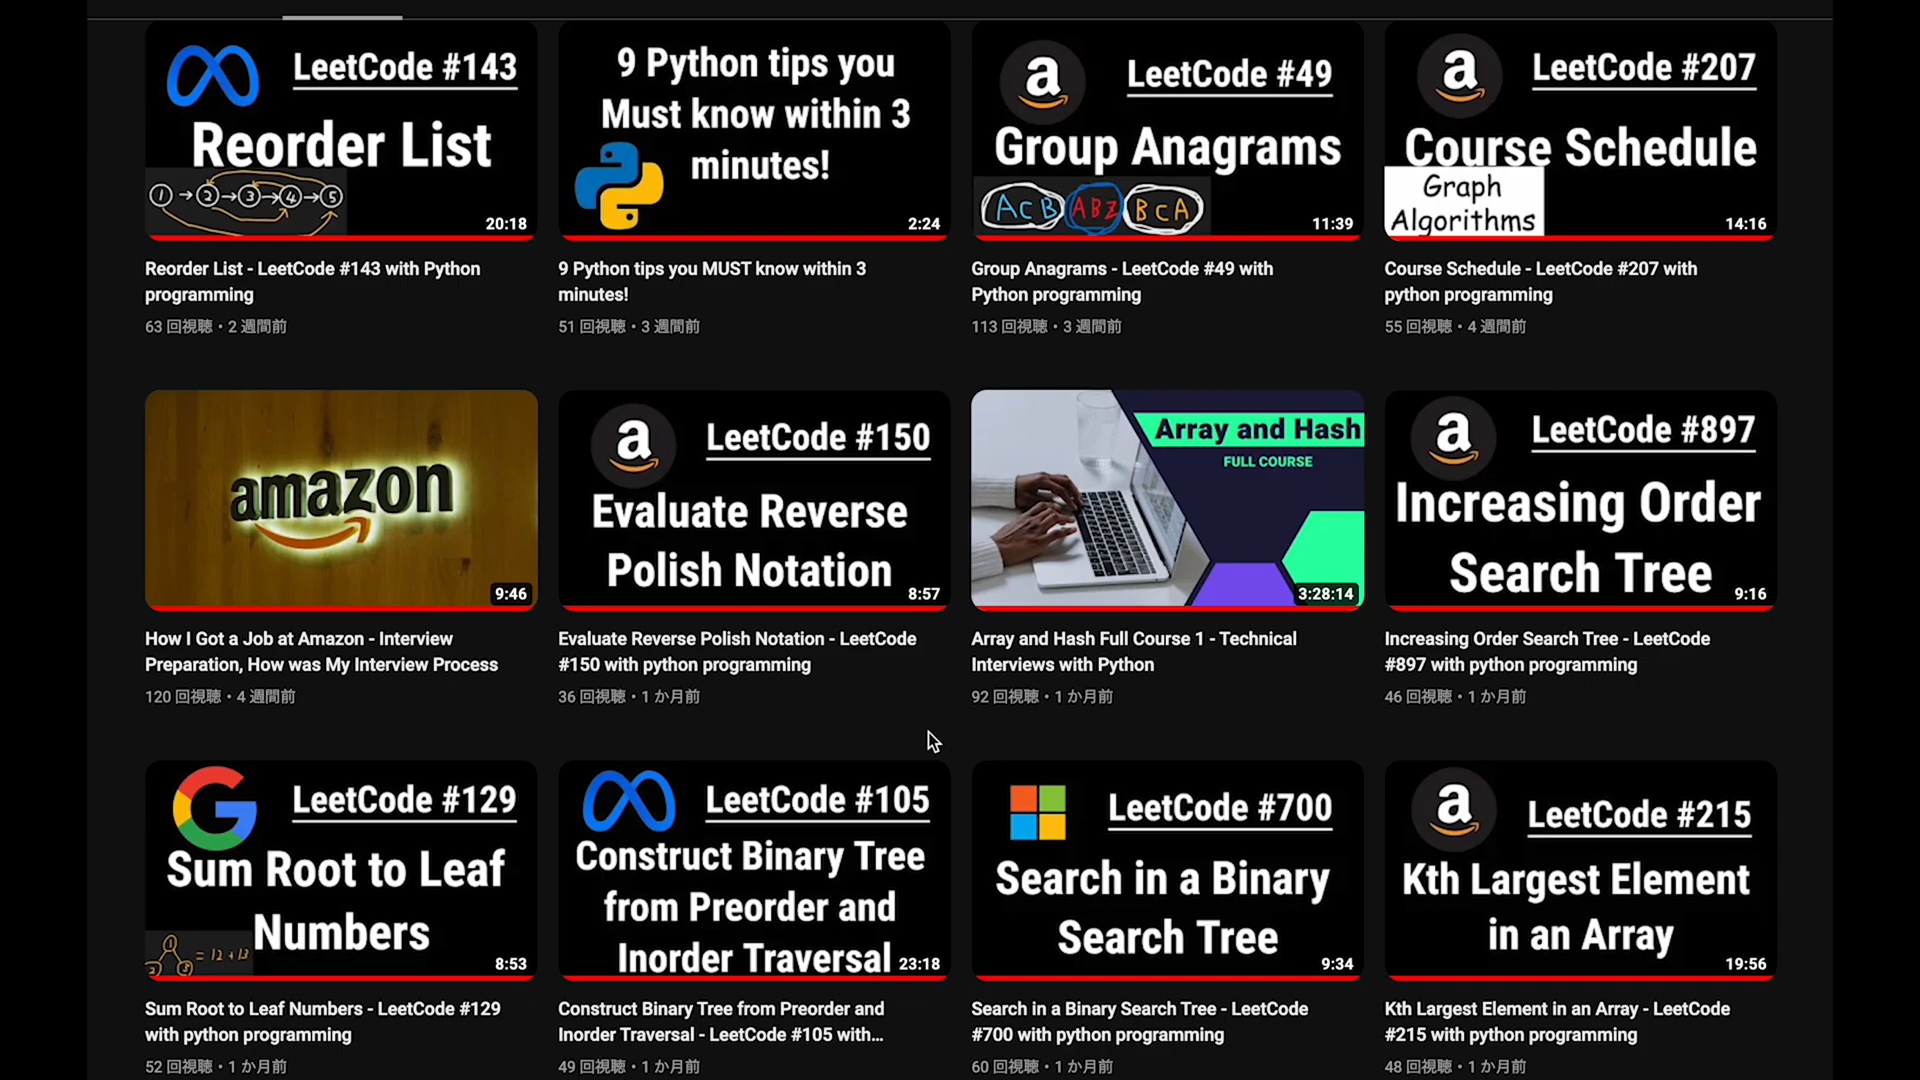 LeetCode #143
Reorder List
1 → 2 → 3 → 4 → 5
20:18
Reorder List - LeetCode #143 with Python
programming
63 回視聴・2 週間前
9 Python tips you
Must know within 3
minutes!
2:24
9 Python tips you MUST know within 3
minutes!
51 回視聴・3 週間前
a
LeetCode #49
Group Anagrams
ACB ABZ BCA
11:39
Group Anagrams - LeetCode #49 with
Python programming
113 回視聴・3 週間前
a
LeetCode #207
Course Schedule
Graph
Algorithms
14:16
Course Schedule - LeetCode #207 with
python programming
55 回視聴・4 週間前
amazon
9:46
How I Got a Job at Amazon - Interview
Preparation, How was My Interview Process
120 回視聴・4 週間前
a
LeetCode #150
Evaluate Reverse
Polish Notation
8:57
Evaluate Reverse Polish Notation - LeetCode
#150 with python programming
36 回視聴・1 か月前
Array and Hash
FULL COURSE
3:28:14
Array and Hash Full Course 1 - Technical
Interviews with Python
92 回視聴・1 か月前
a
LeetCode #897
Increasing Order
Search Tree
9:16
Increasing Order Search Tree - LeetCode
#897 with python programming
46 回視聴・1 か月前
G
LeetCode #129
Sum Root to Leaf
Numbers
= 12 + 13
8:53
Sum Root to Leaf Numbers - LeetCode #129
with python programming
52 回視聴・1 か月前
LeetCode #105
Construct Binary Tree
from Preorder and
Inorder Traversal
23:18
Construct Binary Tree from Preorder and
Inorder Traversal - LeetCode #105 with...
49 回視聴・1 か月前
LeetCode #700
Search in a Binary
Search Tree
9:34
Search in a Binary Search Tree - LeetCode
#700 with python programming
60 回視聴・1 か月前
a
LeetCode #215
Kth Largest Element
in an Array
19:56
Kth Largest Element in an Array - LeetCode
#215 with python programming
48 回視聴・1 か月前